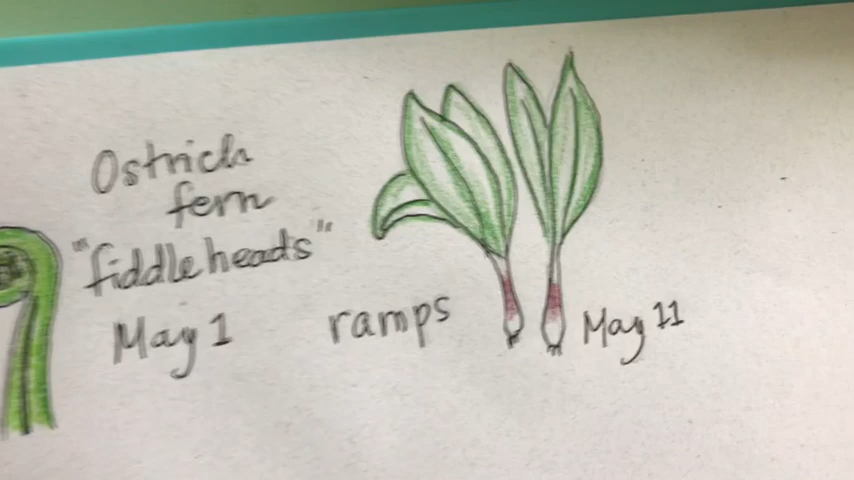 Ostrich
fern
"fiddleheads"
May 1
ramps
May 11